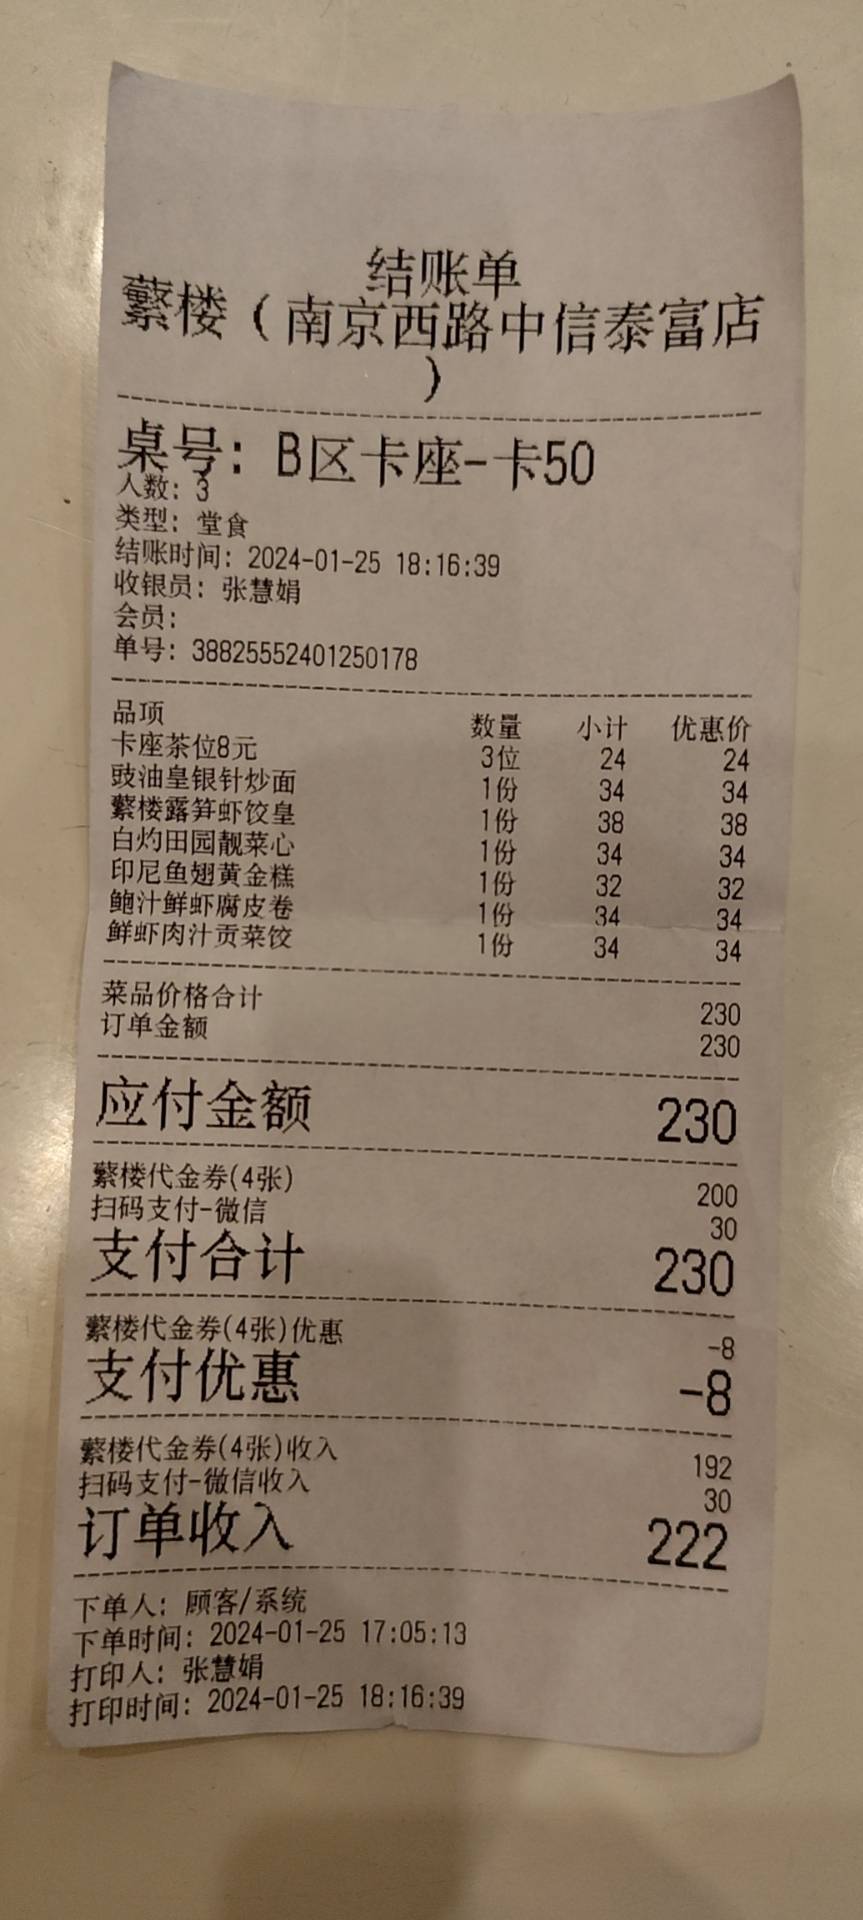 结账单
蘩楼（南京西路中信泰富店
）
桌号: B区卡座-卡50
人数: 3
类型: 堂食
结账时间: 2024-01-25 18:16:39
收银员: 张慧娟
会员:
单号: 38825552401250178
品项 数量 小计 优惠价
卡座茶位8元 3位 24 24
豉油皇银针炒面 1份 34 34
蘩楼露笋虾饺皇 1份 38 38
白灼田园靓菜心 1份 34 34
印尼鱼翅黄金糕 1份 32 32
鲍汁鲜虾腐皮卷 1份 34 34
鲜虾肉汁贡菜饺 1份 34 34
菜品价格合计 230
订单金额 230
应付金额 230
蘩楼代金券(4张) 200
扫码支付-微信 30
支付合计 230
蘩楼代金券(4张)优惠 -8
支付优惠 -8
蘩楼代金券(4张)收入 192
扫码支付-微信收入 30
订单收入 222
下单人: 顾客/系统
下单时间: 2024-01-25 17:05:13
打印人: 张慧娟
打印时间: 2024-01-25 18:16:39